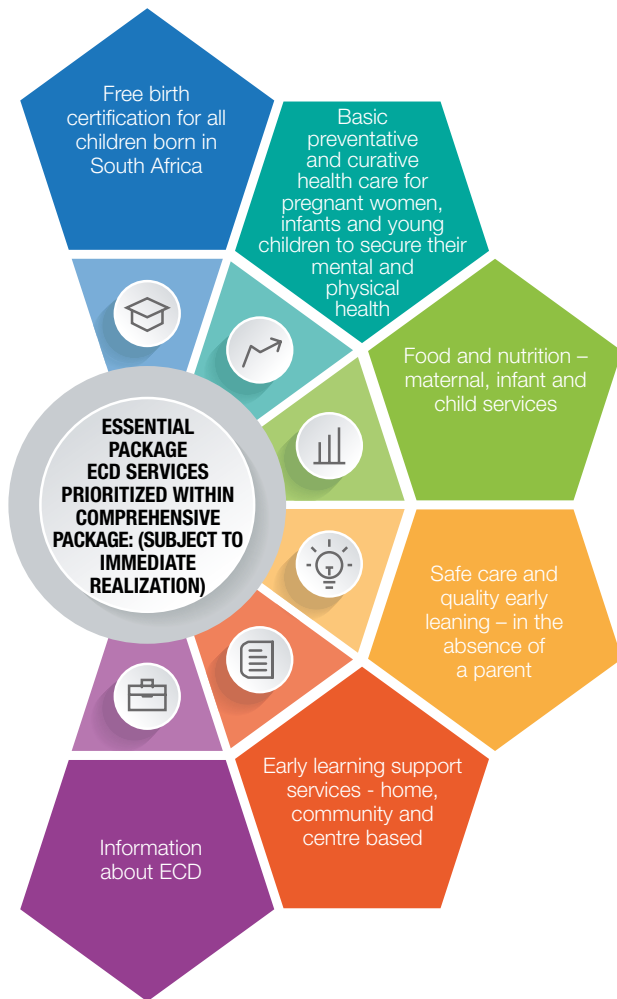 Free birth
certification for all
children born in
South Africa
Basic
preventative
and curative
health care for
pregnant women,
infants and young
children to secure their
mental and
physical
health
Food and nutrition –
maternal, infant and
child services
ESSENTIAL
PACKAGE
ECD SERVICES
PRIORITIZED WITHIN
COMPREHENSIVE
PACKAGE: (SUBJECT TO
IMMEDIATE
REALIZATION)
Safe care and
quality early
leaning – in the
absence of
a parent
Early learning support
services - home,
community and
centre based
Information
about ECD